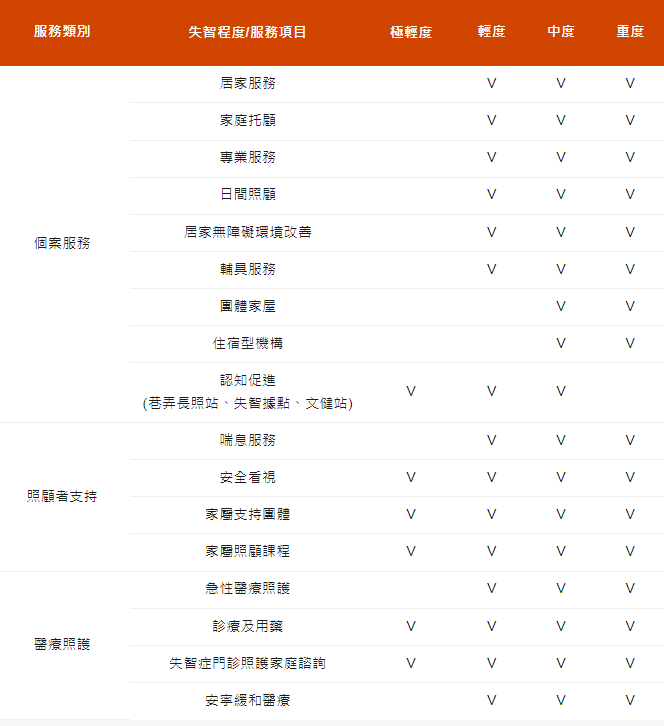 服務類別 失智程度/服務項目 極輕度 輕度 中度 重度
居家服務 V V V
家庭托顧 V V V
專業服務 V V V
日間照顧 V V V
個案服務 居家無障礙環境改善 V V V
輔具服務 V V V
團體家屋 V V
住宿型機構 V V
認知促進
(巷弄長照站、失智據點、文健站) V V V
喘息服務 V V V
照顧者支持 安全看視 V V V V
家屬支持團體 V V V V
家屬照顧課程 V V V V
急性醫療照護 V V V
醫療照護 診療及用藥 V V V V
失智症門診照護家庭諮詢 V V V V
安寧緩和醫療 V V V